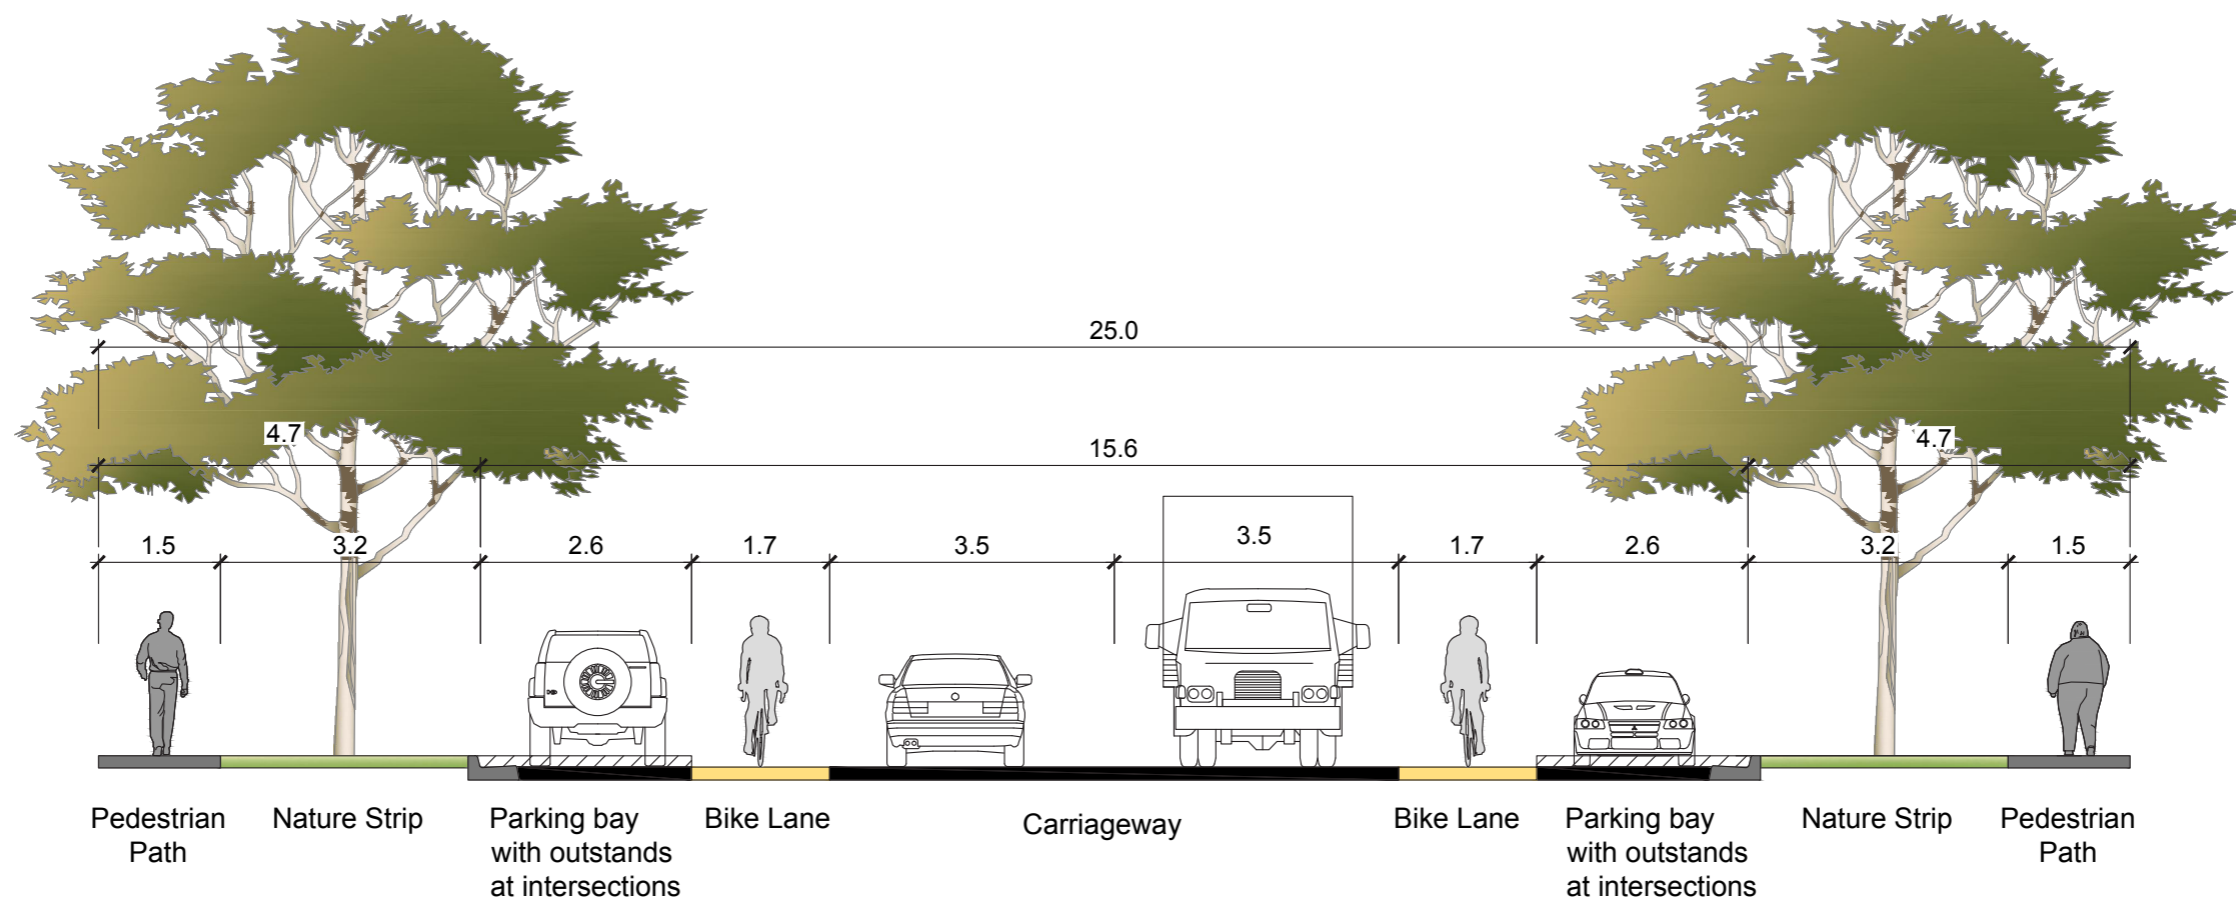 25.0
4.7
15.6
4.7
1.5
3.2
2.6
1.7
3.5
3.5
1.7
2.6
3.2
1.5
Pedestrian
Path
Nature Strip
Parking bay
with outstands
at intersections
Bike Lane
Carriageway
Bike Lane
Parking bay
with outstands
at intersections
Nature Strip
Pedestrian
Path